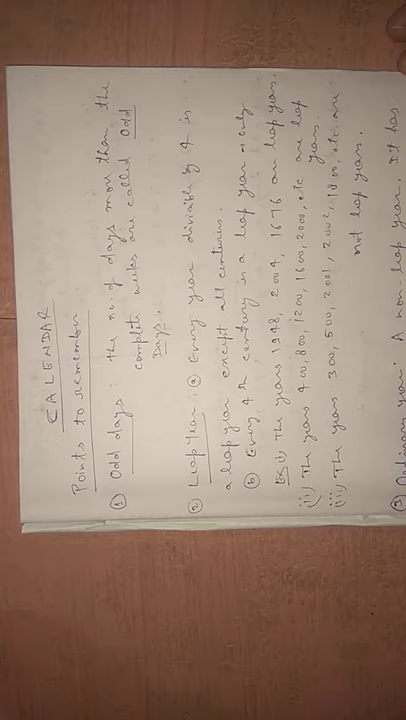 CALENDAR
Points to remember
① Odd days: the no. of days more than the
complete weeks are called odd
Days.
② Leap Year: ⓐ Every year divisible by 4 is
a leap year except all centuries.
ⓑ Every 4th century is a leap year
Ex (i) The years 1948, 2004, 1676 are leap years.
(ii) The years 400, 800, 1200, 1600, 2000, etc are leap
years.
(iii) The years 300, 500, 2001, 2002, 1800, etc are
not leap years.
③ Ordinary year: A non-leap year. It has